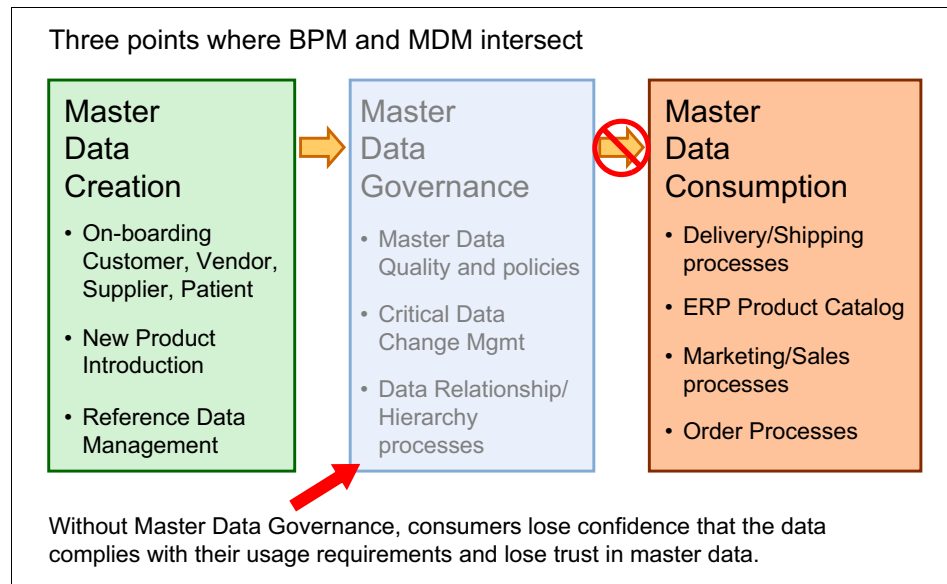 Three points where BPM and MDM intersect
Master
Data
Creation
• On-boarding
Customer, Vendor,
Supplier, Patient
• New Product
Introduction
• Reference Data
Management
Master
Data
Governance
• Master Data
Quality and policies
• Critical Data
Change Mgmt
• Data Relationship/
Hierarchy
processes
Master
Data
Consumption
• Delivery/Shipping
processes
• ERP Product Catalog
• Marketing/Sales
processes
• Order Processes
Without Master Data Governance, consumers lose confidence that the data
complies with their usage requirements and lose trust in master data.